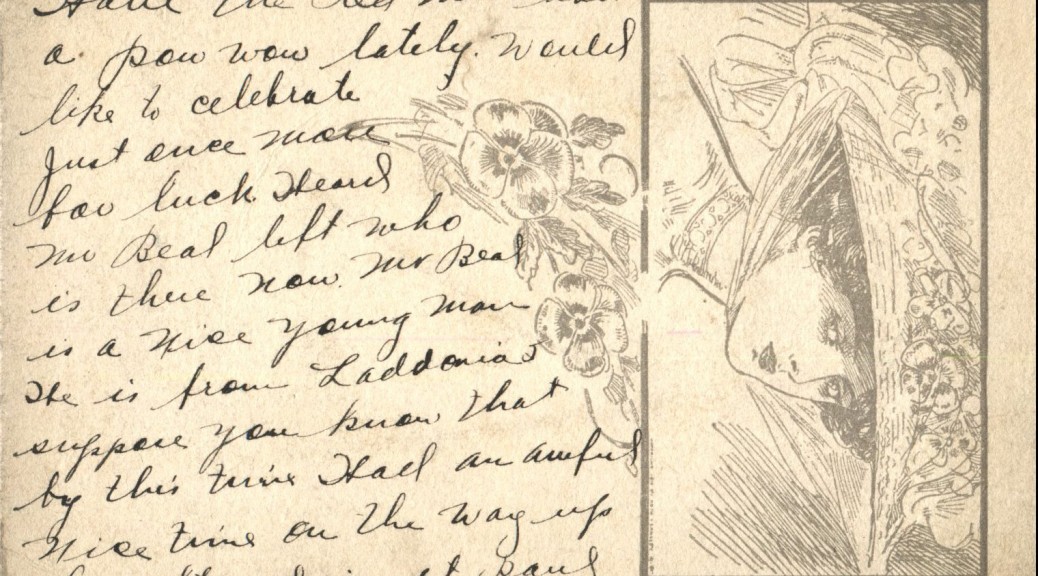 Have the
a pow wow lately. Would
like to celebrate
Just once more
for luck Heard
Mr Beal left who
is there now. Mr Beal
is a Nice young man
He is from Laddonia I
suppose you know that
by this time Had an awful
Nice time on the way up